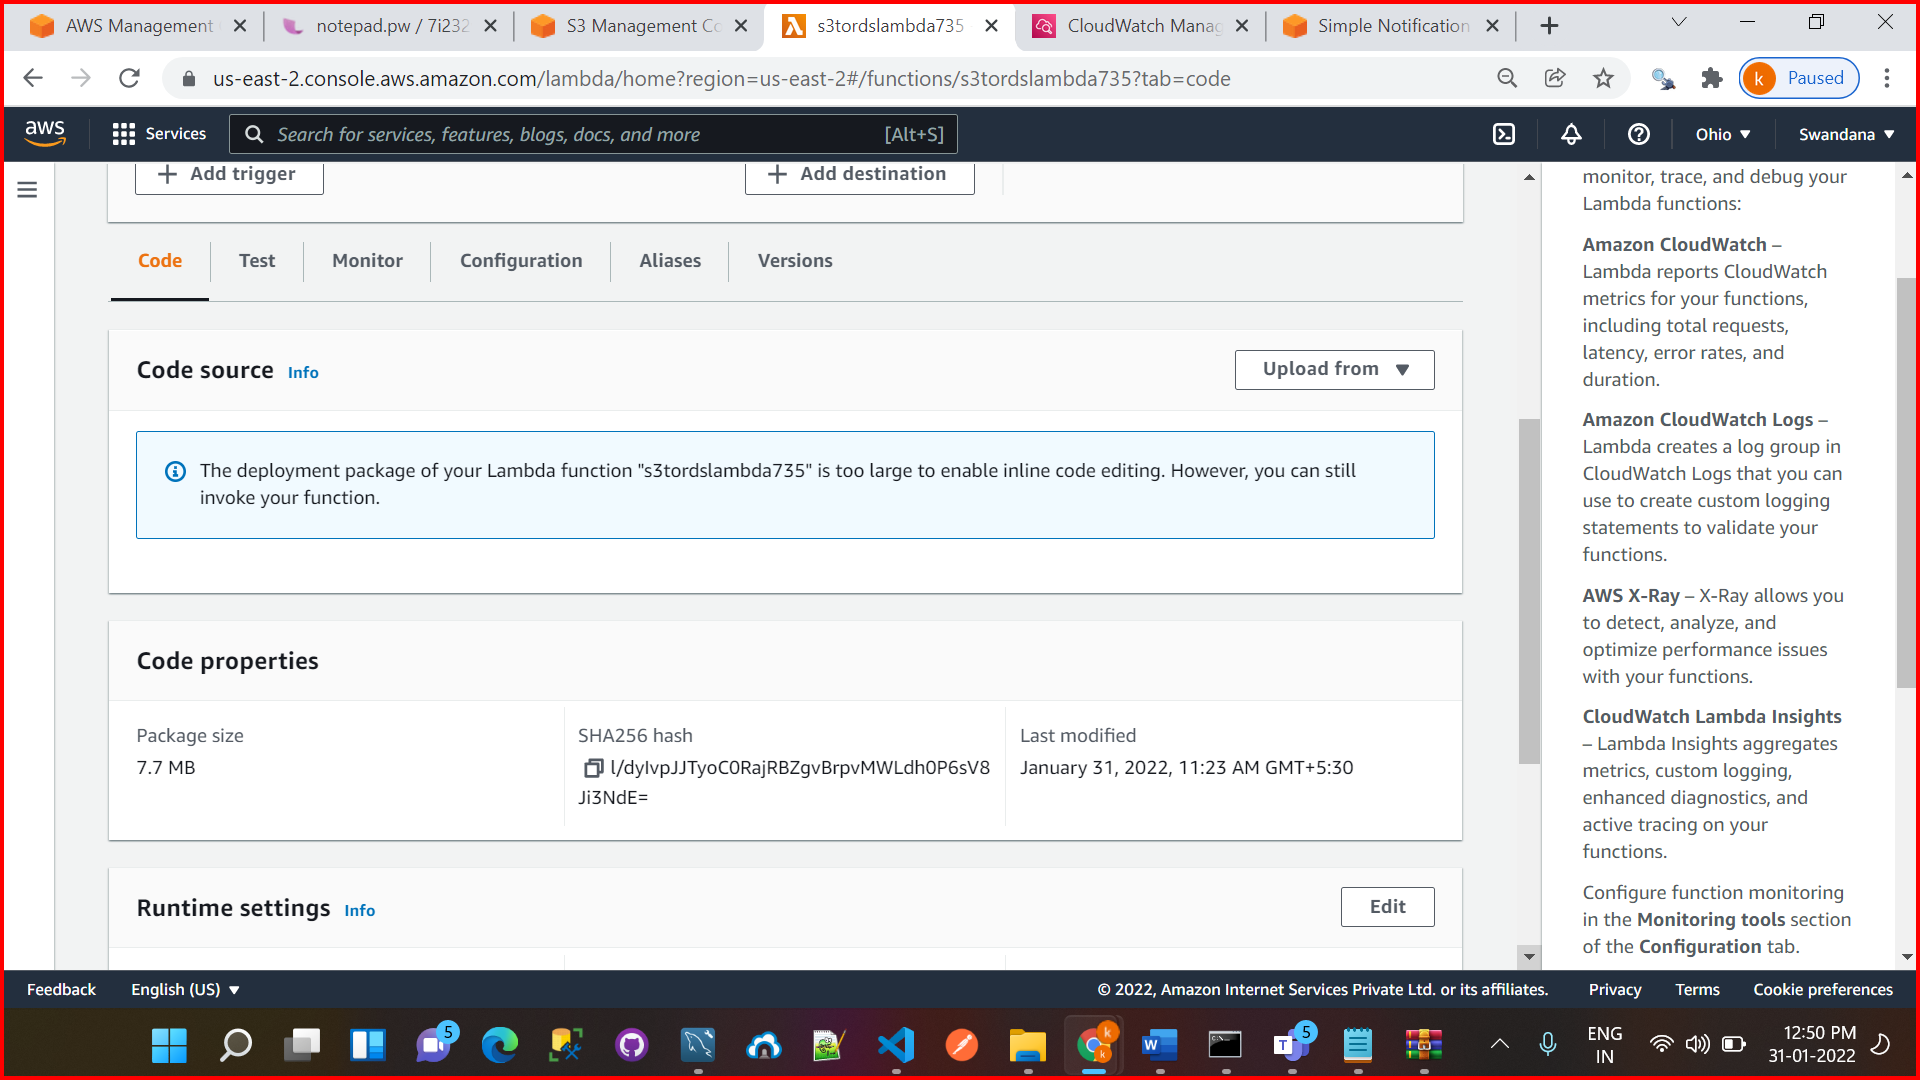 AWS Management
notepad.pw / 7i232
S3 Management Co
s3tordslambda735
CloudWatch Manag
Simple Notification
us-east-2.console.aws.amazon.com/lambda/home?region=us-east-2#/functions/s3tordslambda735?tab=code
k
Paused
aws
Services
Search for services, features, blogs, docs, and more
[Alt+S]
Ohio
Swandana
Add trigger
Add destination
Code
Test
Monitor
Configuration
Aliases
Versions
Code source
Info
Upload from
The deployment package of your Lambda function "s3tordslambda735" is too large to enable inline code editing. However, you can still
invoke your function.
Code properties
Package size
7.7 MB
SHA256 hash
l/dyIvpJJTyoC0RajRBZgvBrpvMWLdh0P6sV8
Ji3NdE=
Last modified
January 31, 2022, 11:23 AM GMT+5:30
Runtime settings
Info
Edit
monitor, trace, and debug your
Lambda functions:
Amazon CloudWatch –
Lambda reports CloudWatch
metrics for your functions,
including total requests,
latency, error rates, and
duration.
Amazon CloudWatch Logs –
Lambda creates a log group in
CloudWatch Logs that you can
use to create custom logging
statements to validate your
functions.
AWS X-Ray – X-Ray allows you
to detect, analyze, and
optimize performance issues
with your functions.
CloudWatch Lambda Insights
– Lambda Insights aggregates
metrics, custom logging,
enhanced diagnostics, and
active tracing on your
functions.
Configure function monitoring
in the Monitoring tools section
of the Configuration tab.
Feedback
English (US)
© 2022, Amazon Internet Services Private Ltd. or its affiliates.
Privacy
Terms
Cookie preferences
5
k
k
W
T
5
ENG
IN
12:50 PM
31-01-2022